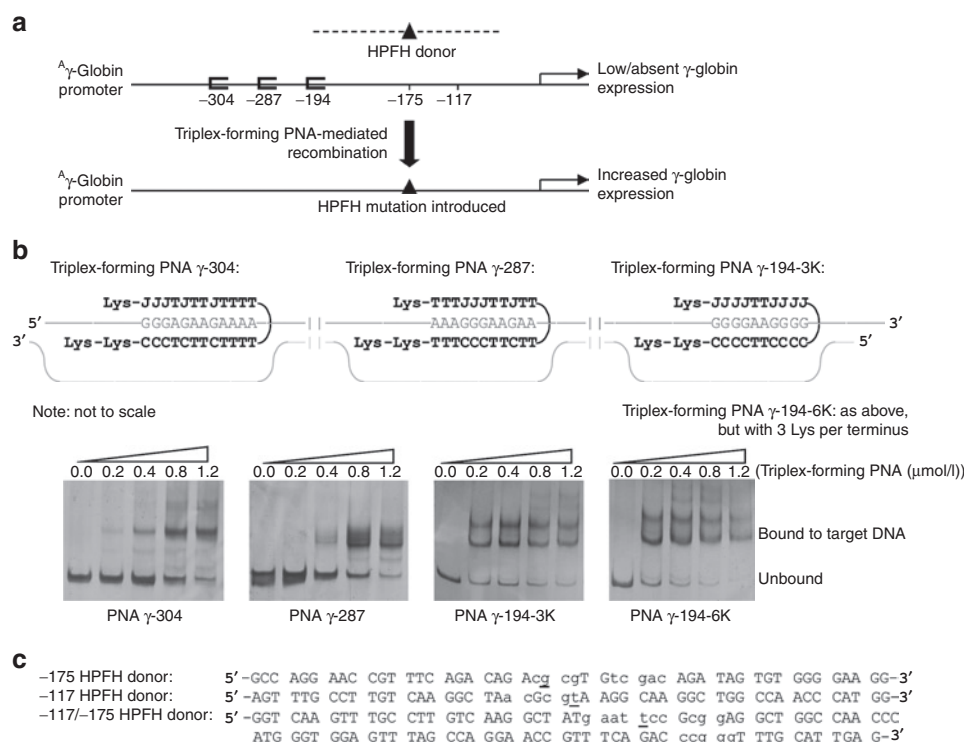 a
HPFH donor
ᴬγ-Globin promoter
−304 −287 −194 −175 −117
Low/absent γ-globin expression
Triplex-forming PNA-mediated recombination
ᴬγ-Globin promoter
HPFH mutation introduced
Increased γ-globin expression
b
Triplex-forming PNA γ-304: Triplex-forming PNA γ-287: Triplex-forming PNA γ-194-3K:
Lys-JJJTJTTJTTTT Lys-TTTJJJTTJTT Lys-JJJJTTJJJJ
5′ GGGAGAAGAAAA AAAGGGAAGAA GGGGAAGGGG 3′
3′ Lys-Lys-CCCTCTTCTTTT Lys-Lys-TTTCCCTTCTT Lys-Lys-CCCCTTCCCC 5′
Note: not to scale
Triplex-forming PNA γ-194-6K: as above, but with 3 Lys per terminus
0.0 0.2 0.4 0.8 1.2 0.0 0.2 0.4 0.8 1.2 0.0 0.2 0.4 0.8 1.2 0.0 0.2 0.4 0.8 1.2 (Triplex-forming PNA (μmol/l))
Bound to target DNA
Unbound
PNA γ-304 PNA γ-287 PNA γ-194-3K PNA γ-194-6K
c
−175 HPFH donor: 5′ -GCC AGG AAC CGT TTC AGA CAG Acg cgT Gtc gac AGA TAG TGT GGG GAA GG-3′
−117 HPFH donor: 5′ -AGT TTG CCT TGT CAA GGC TAa cGc gtA AGG CAA GGC TGG CCA ACC CAT GG-3′
−117/−175 HPFH donor: 5′ -GGT CAA GTT TGC CTT GTC AAG GCT ATg aat tcc Gcg gAG GCT GGC CAA CCC
ATG GGT GGA GTT TAG CCA GGA ACC GTT TCA GAC ccg ggT TTG CAT TGA G-3′